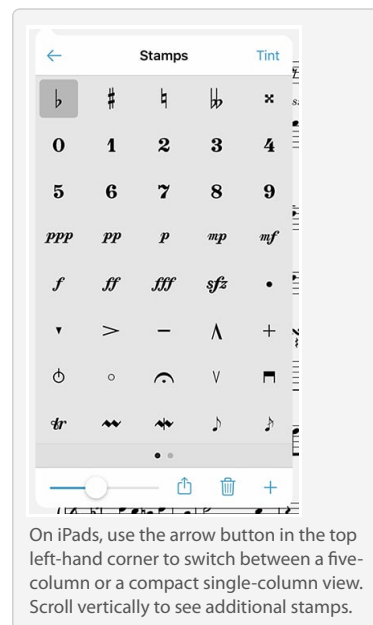 ← Stamps Tint
♭ ♯ ♮ 𝄫 𝄪
0 1 2 3 4
5 6 7 8 9
ppp pp p mp mf
f ff fff sfz
tr
On iPads, use the arrow button in the top
left-hand corner to switch between a five-
column or a compact single-column view.
Scroll vertically to see additional stamps.